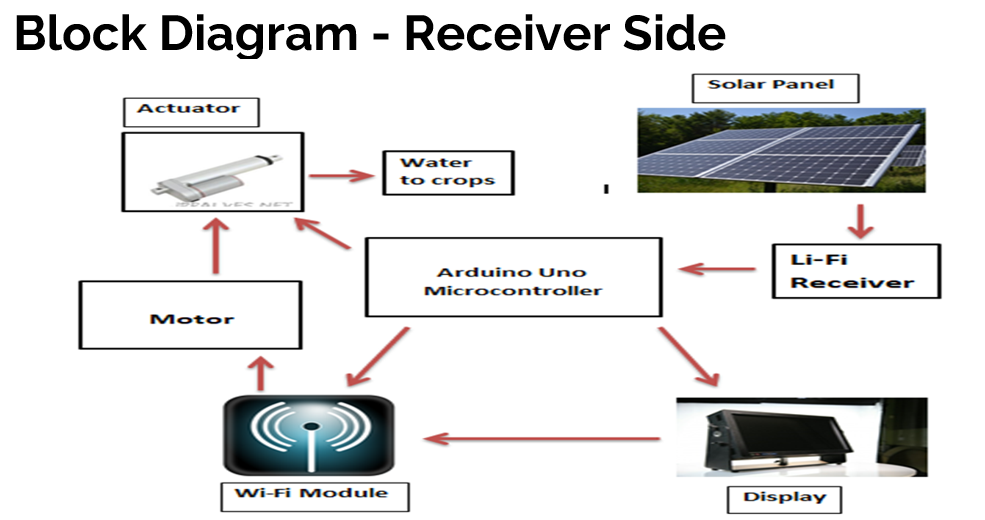 Block Diagram - Receiver Side
Solar Panel
Actuator
Water
to crops
Li-Fi
Receiver
Arduino Uno
Microcontroller
Motor
Wi-Fi Module
Display